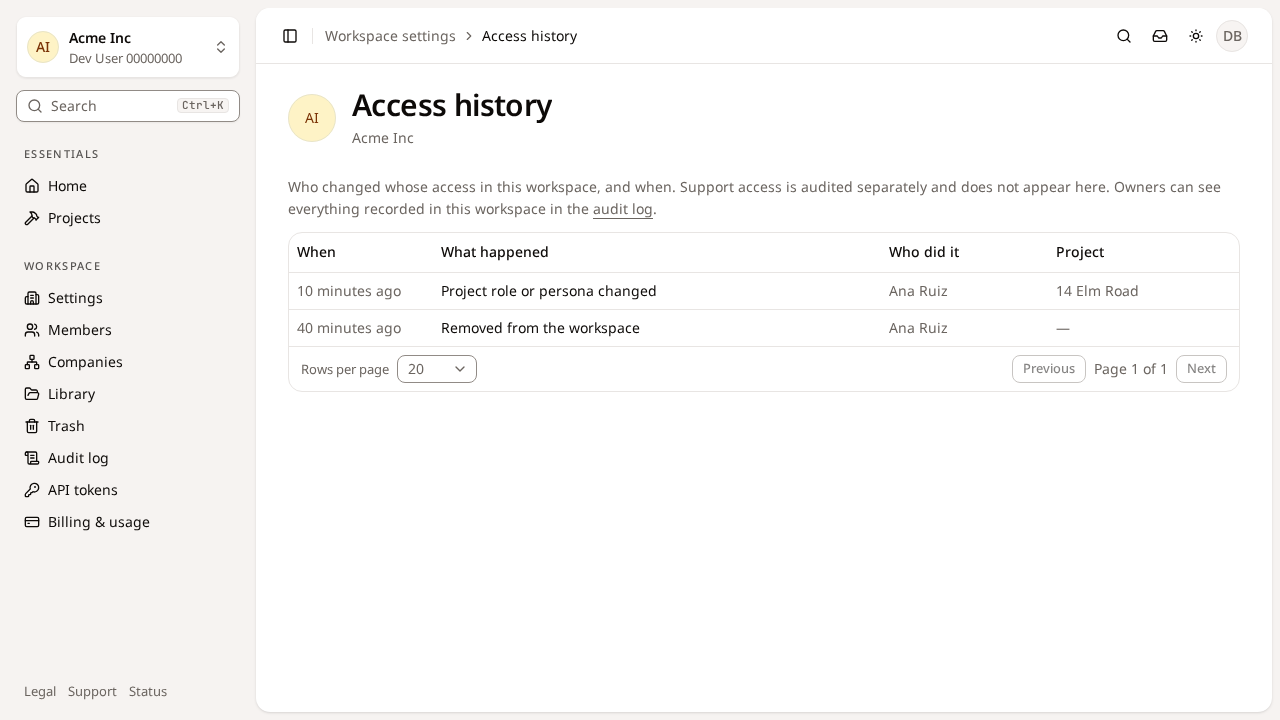 AI
Acme Inc
Dev User 00000000
Search
Ctrl+K
ESSENTIALS
Home
Projects
WORKSPACE
Settings
Members
Companies
Library
Trash
Audit log
API tokens
Billing & usage
Legal Support Status
Workspace settings > Access history
DB
AI
Access history
Acme Inc
Who changed whose access in this workspace, and when. Support access is audited separately and does not appear here. Owners can see
everything recorded in this workspace in the audit log.
When What happened Who did it Project
10 minutes ago Project role or persona changed Ana Ruiz 14 Elm Road
40 minutes ago Removed from the workspace Ana Ruiz —
Rows per page 20 Previous Page 1 of 1 Next